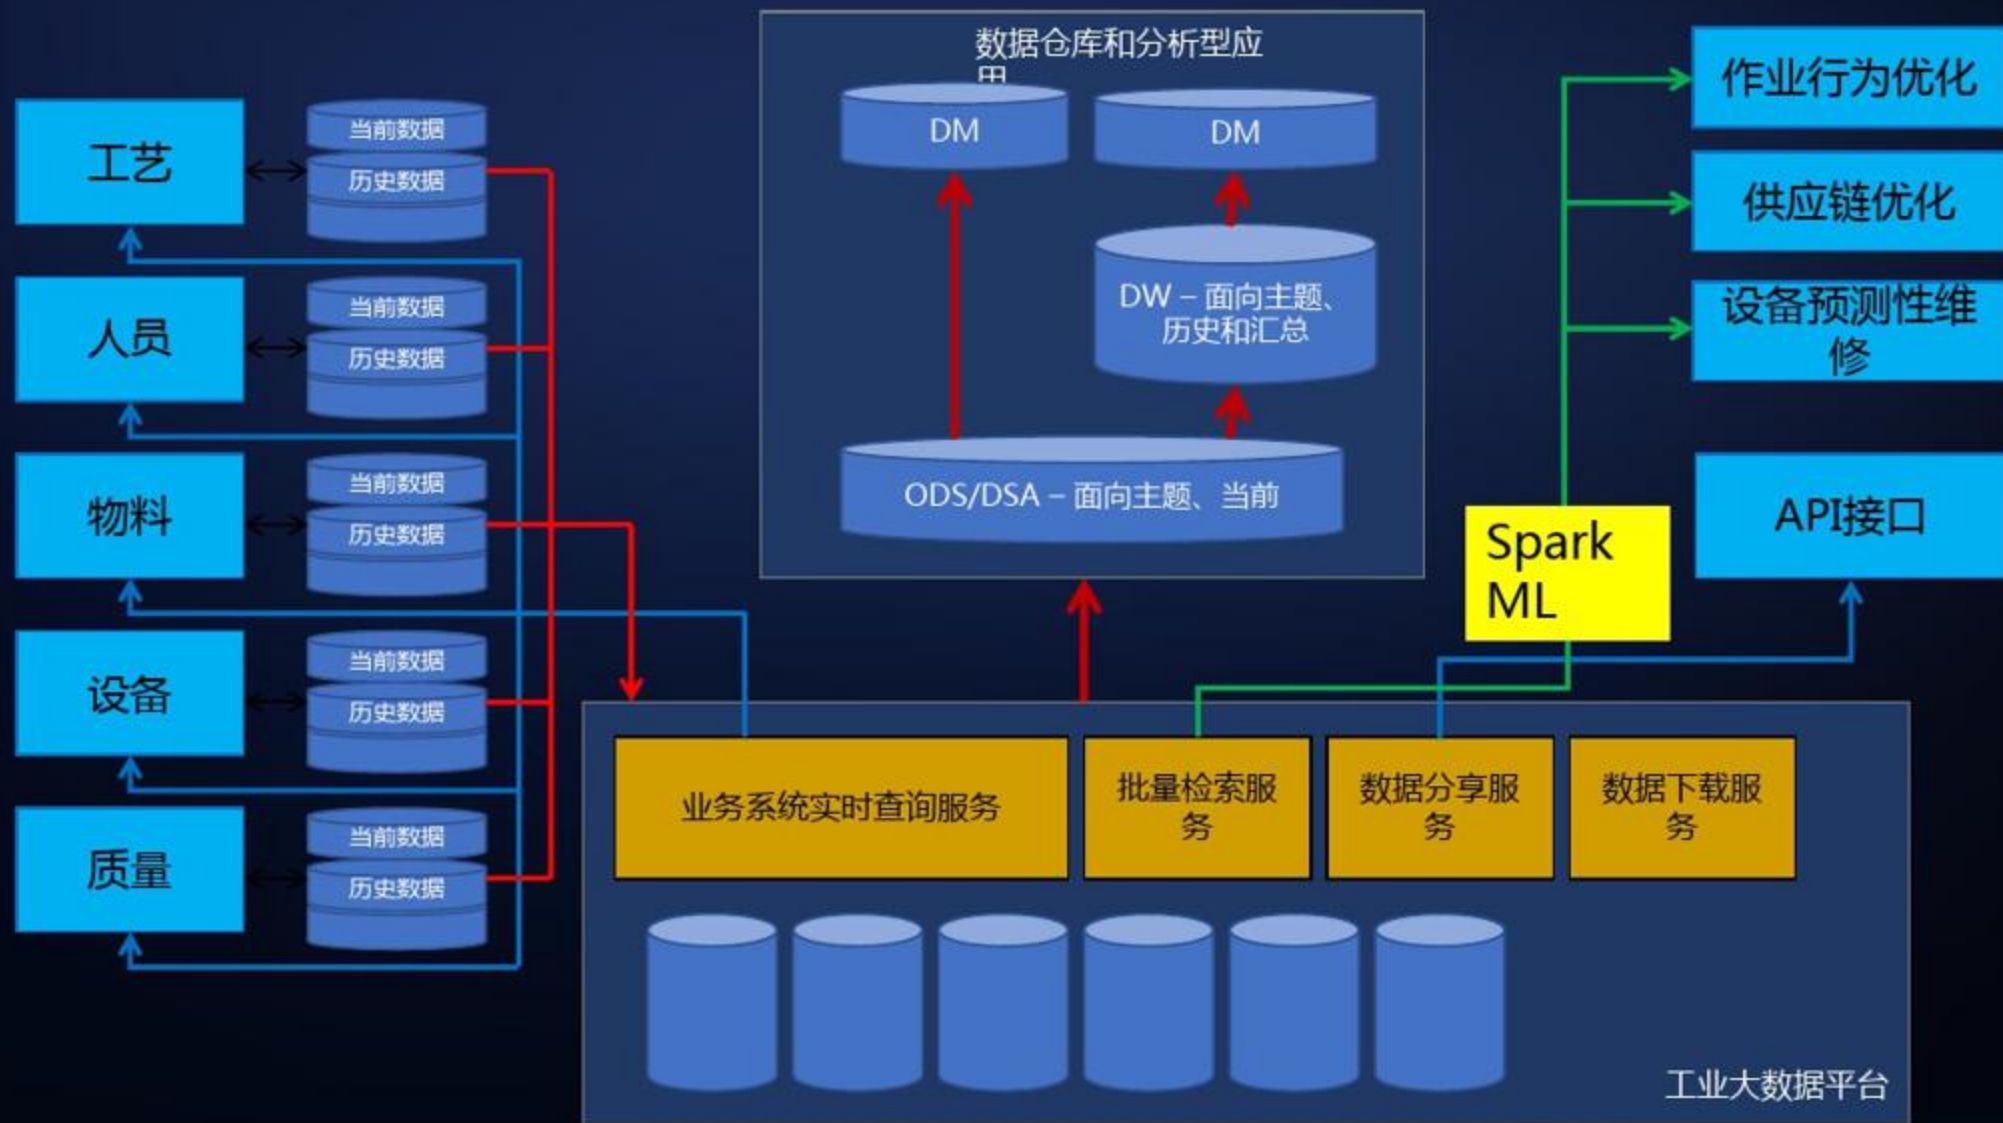 工艺
当前数据
历史数据
人员
当前数据
历史数据
物料
当前数据
历史数据
设备
当前数据
历史数据
质量
当前数据
历史数据
数据仓库和分析型应
用
DM
DM
DW – 面向主题、
历史和汇总
ODS/DSA – 面向主题、当前
作业行为优化
供应链优化
设备预测性维
修
API接口
Spark
ML
业务系统实时查询服务
批量检索服
务
数据分享服
务
数据下载服
务
工业大数据平台